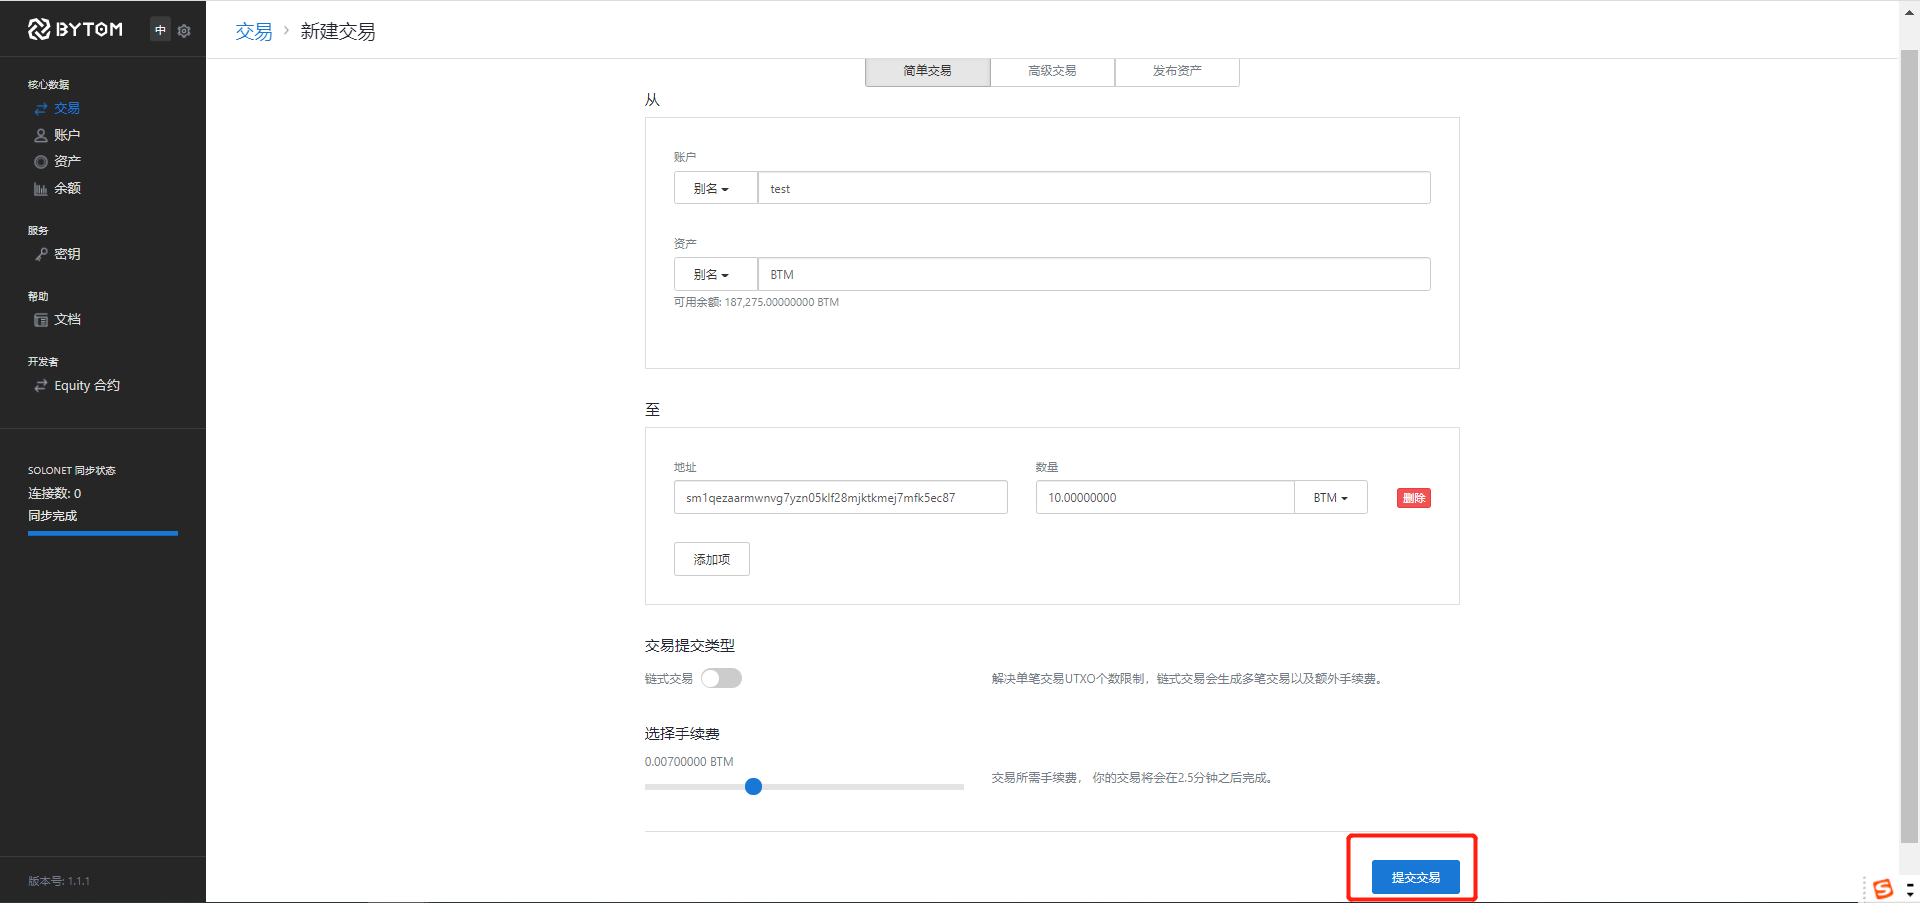 BYTOM 中
交易 › 新建交易
核心数据
交易
账户
资产
余额
服务
密钥
帮助
文档
开发者
Equity 合约
SOLONET 同步状态
连接数: 0
同步完成
版本号: 1.1.1
简单交易 高级交易 发布资产
从
账户
别名 test
资产
别名 BTM
可用余额: 187,275.00000000 BTM
至
地址 数量
sm1qezaarmwnvg7yzn05klf28mjktkmej7mfk5ec87 10.00000000 BTM 删除
添加项
交易提交类型
链式交易 解决单笔交易UTXO个数限制，链式交易会生成多笔交易以及额外手续费。
选择手续费
0.00700000 BTM
交易所需手续费， 你的交易将会在2.5分钟之后完成。
提交交易